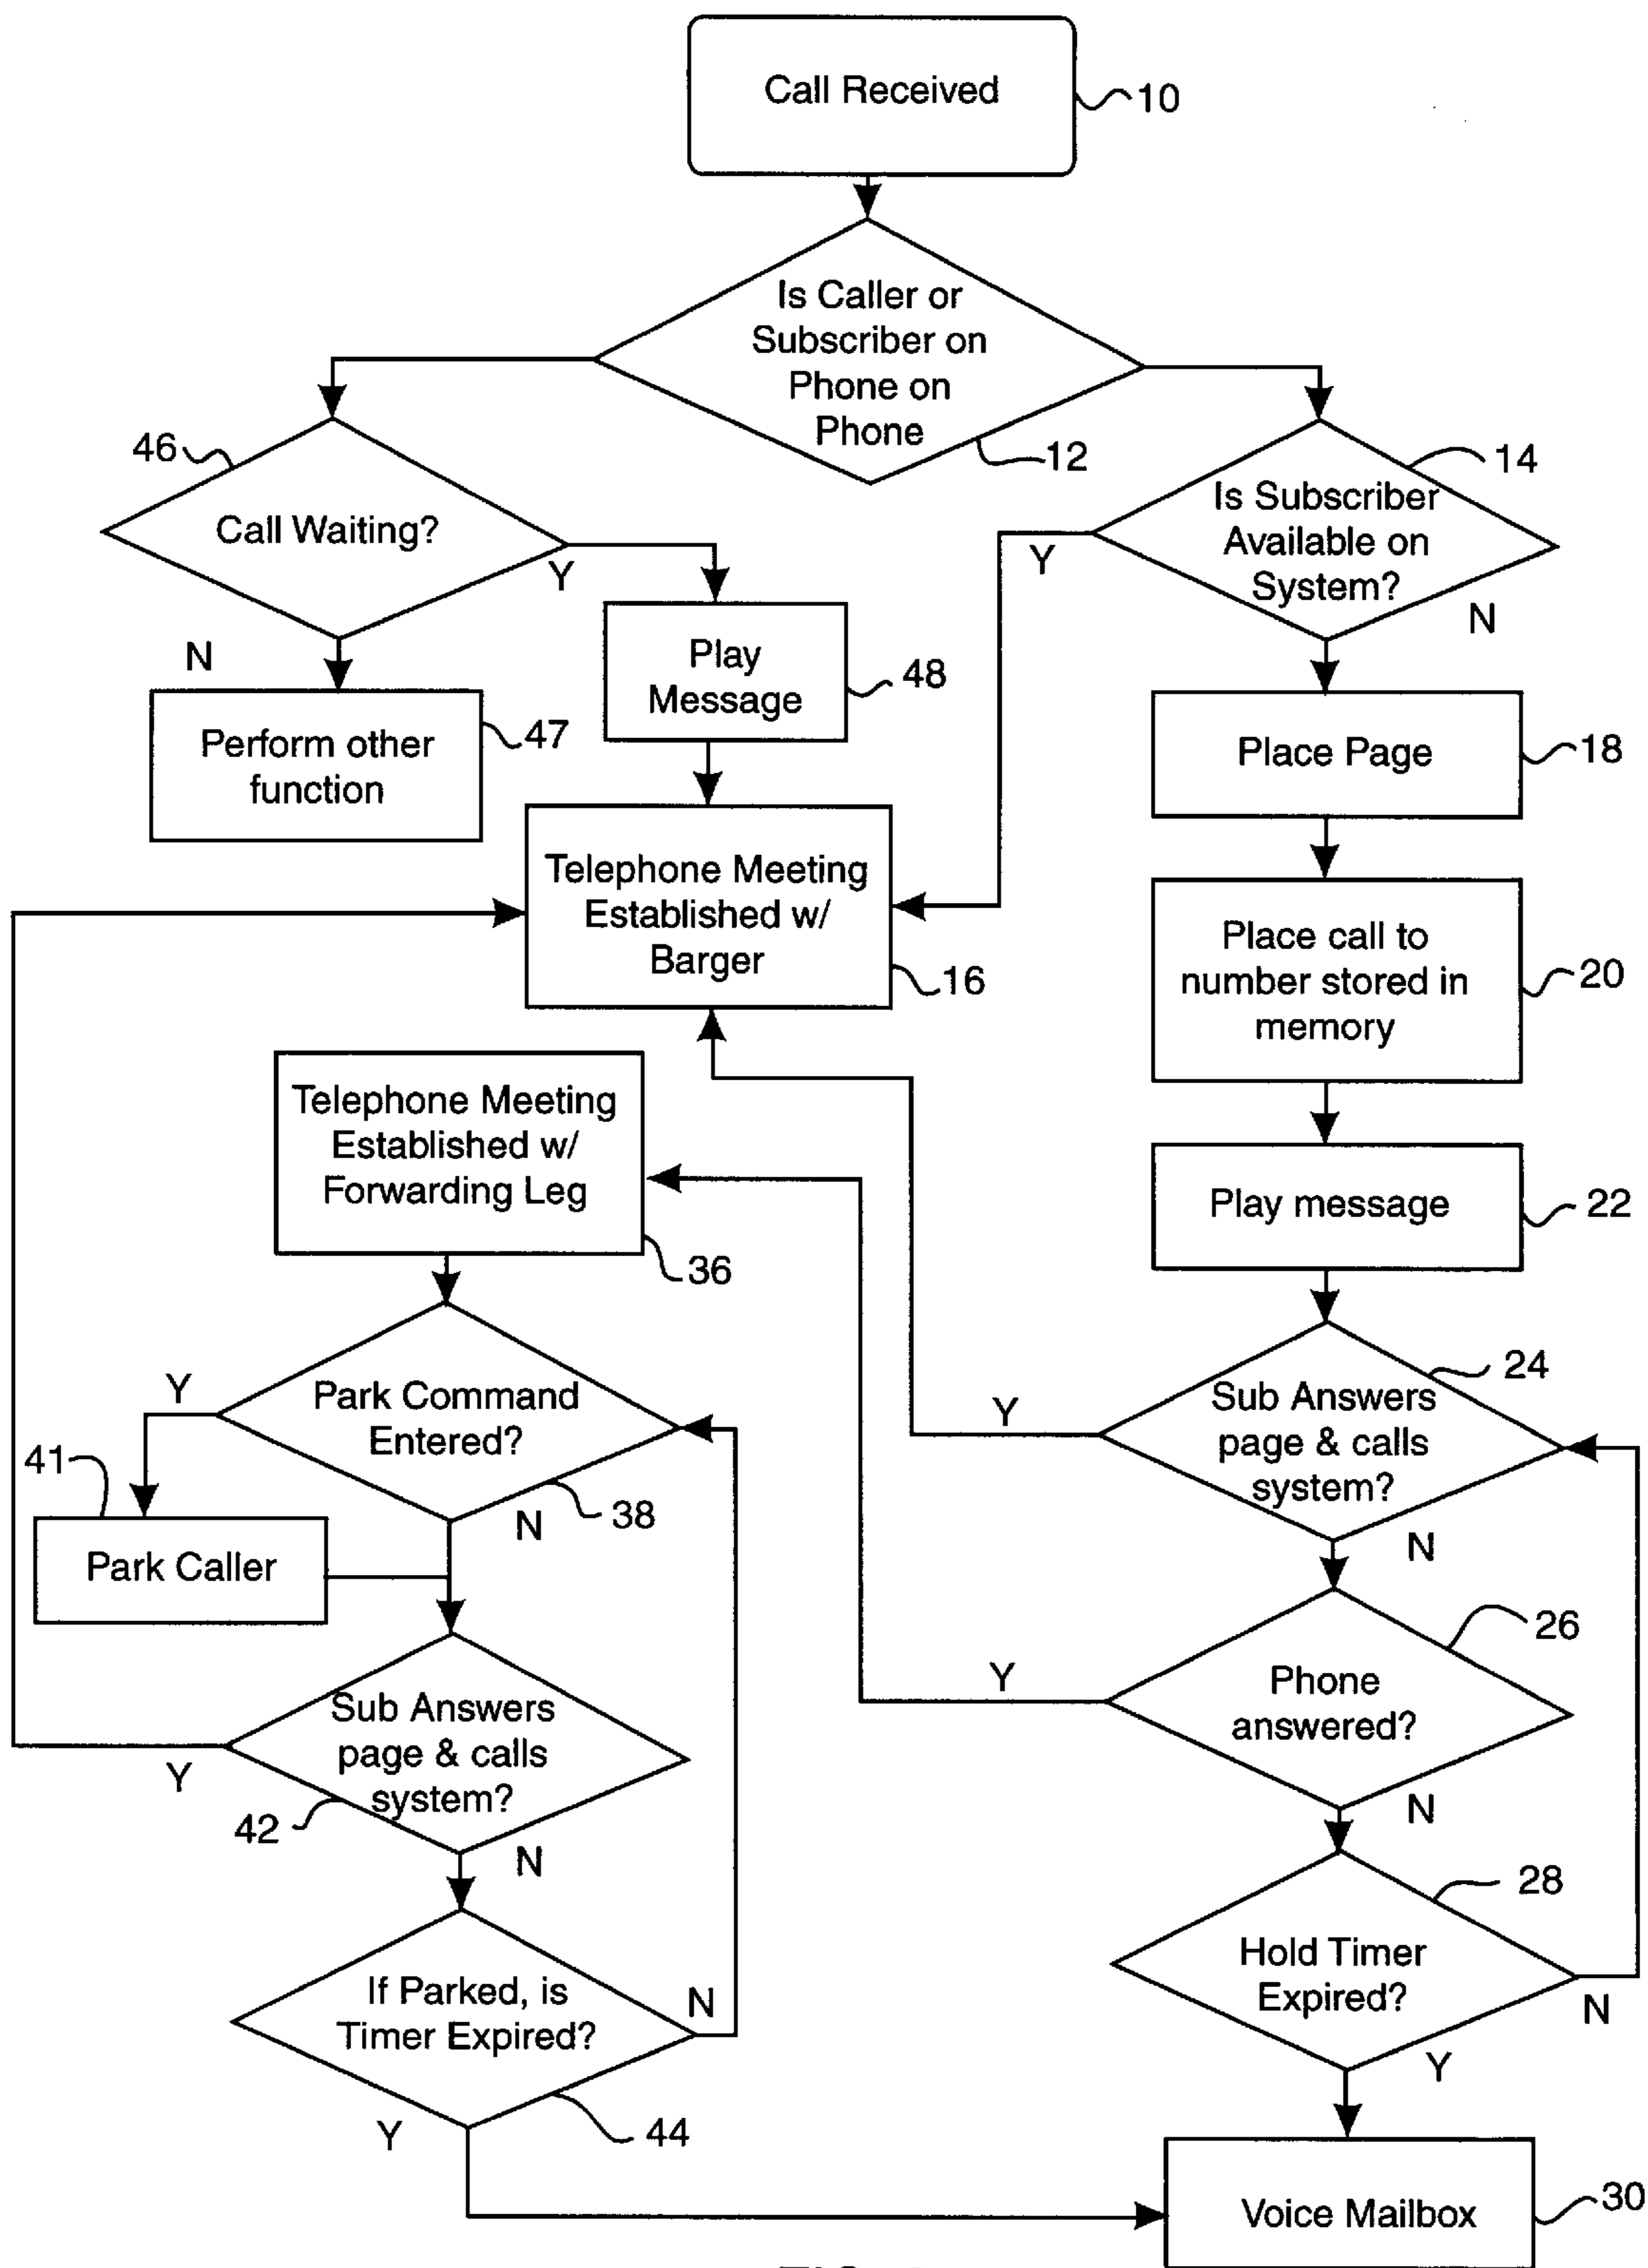 Call Received
10
Is Caller or
Subscriber on
Phone on
Phone
12
46
Call Waiting?
Y
N
14
Is Subscriber
Available on
System?
Y
N
Play
Message
48
Perform other
function
47
Place Page
18
Telephone Meeting
Established w/
Barger
16
Place call to
number stored in
memory
20
Telephone Meeting
Established w/
Forwarding Leg
36
Play message
22
Y
Park Command
Entered?
38
N
41
Park Caller
24
Sub Answers
page & calls
system?
Y
N
26
Phone
answered?
Y
N
Sub Answers
page & calls
system?
Y
42
N
28
Hold Timer
Expired?
N
Y
If Parked, is
Timer Expired?
N
Y
44
Voice Mailbox
30